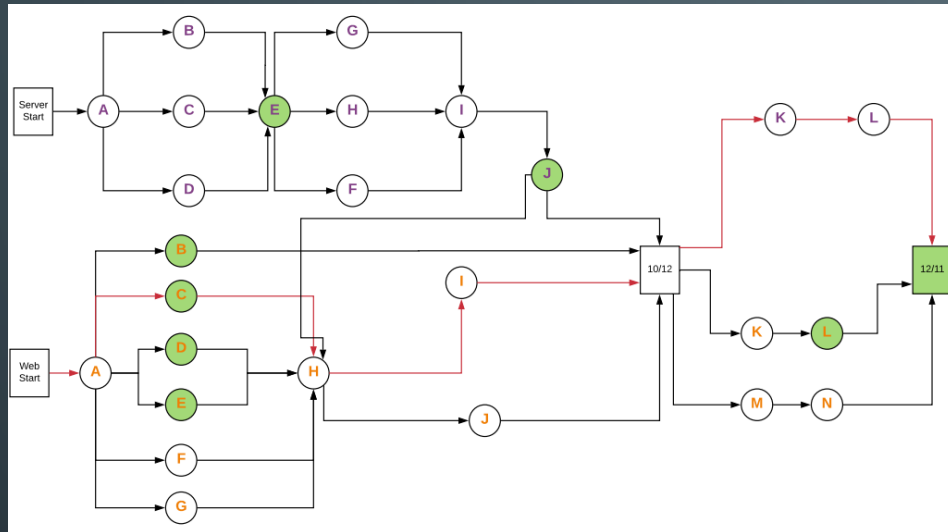 B
G
Server
Start
A
C
E
H
I
K
L
D
F
J
B
10/12
12/11
I
C
D
K
L
Web
Start
A
H
E
M
N
J
F
G